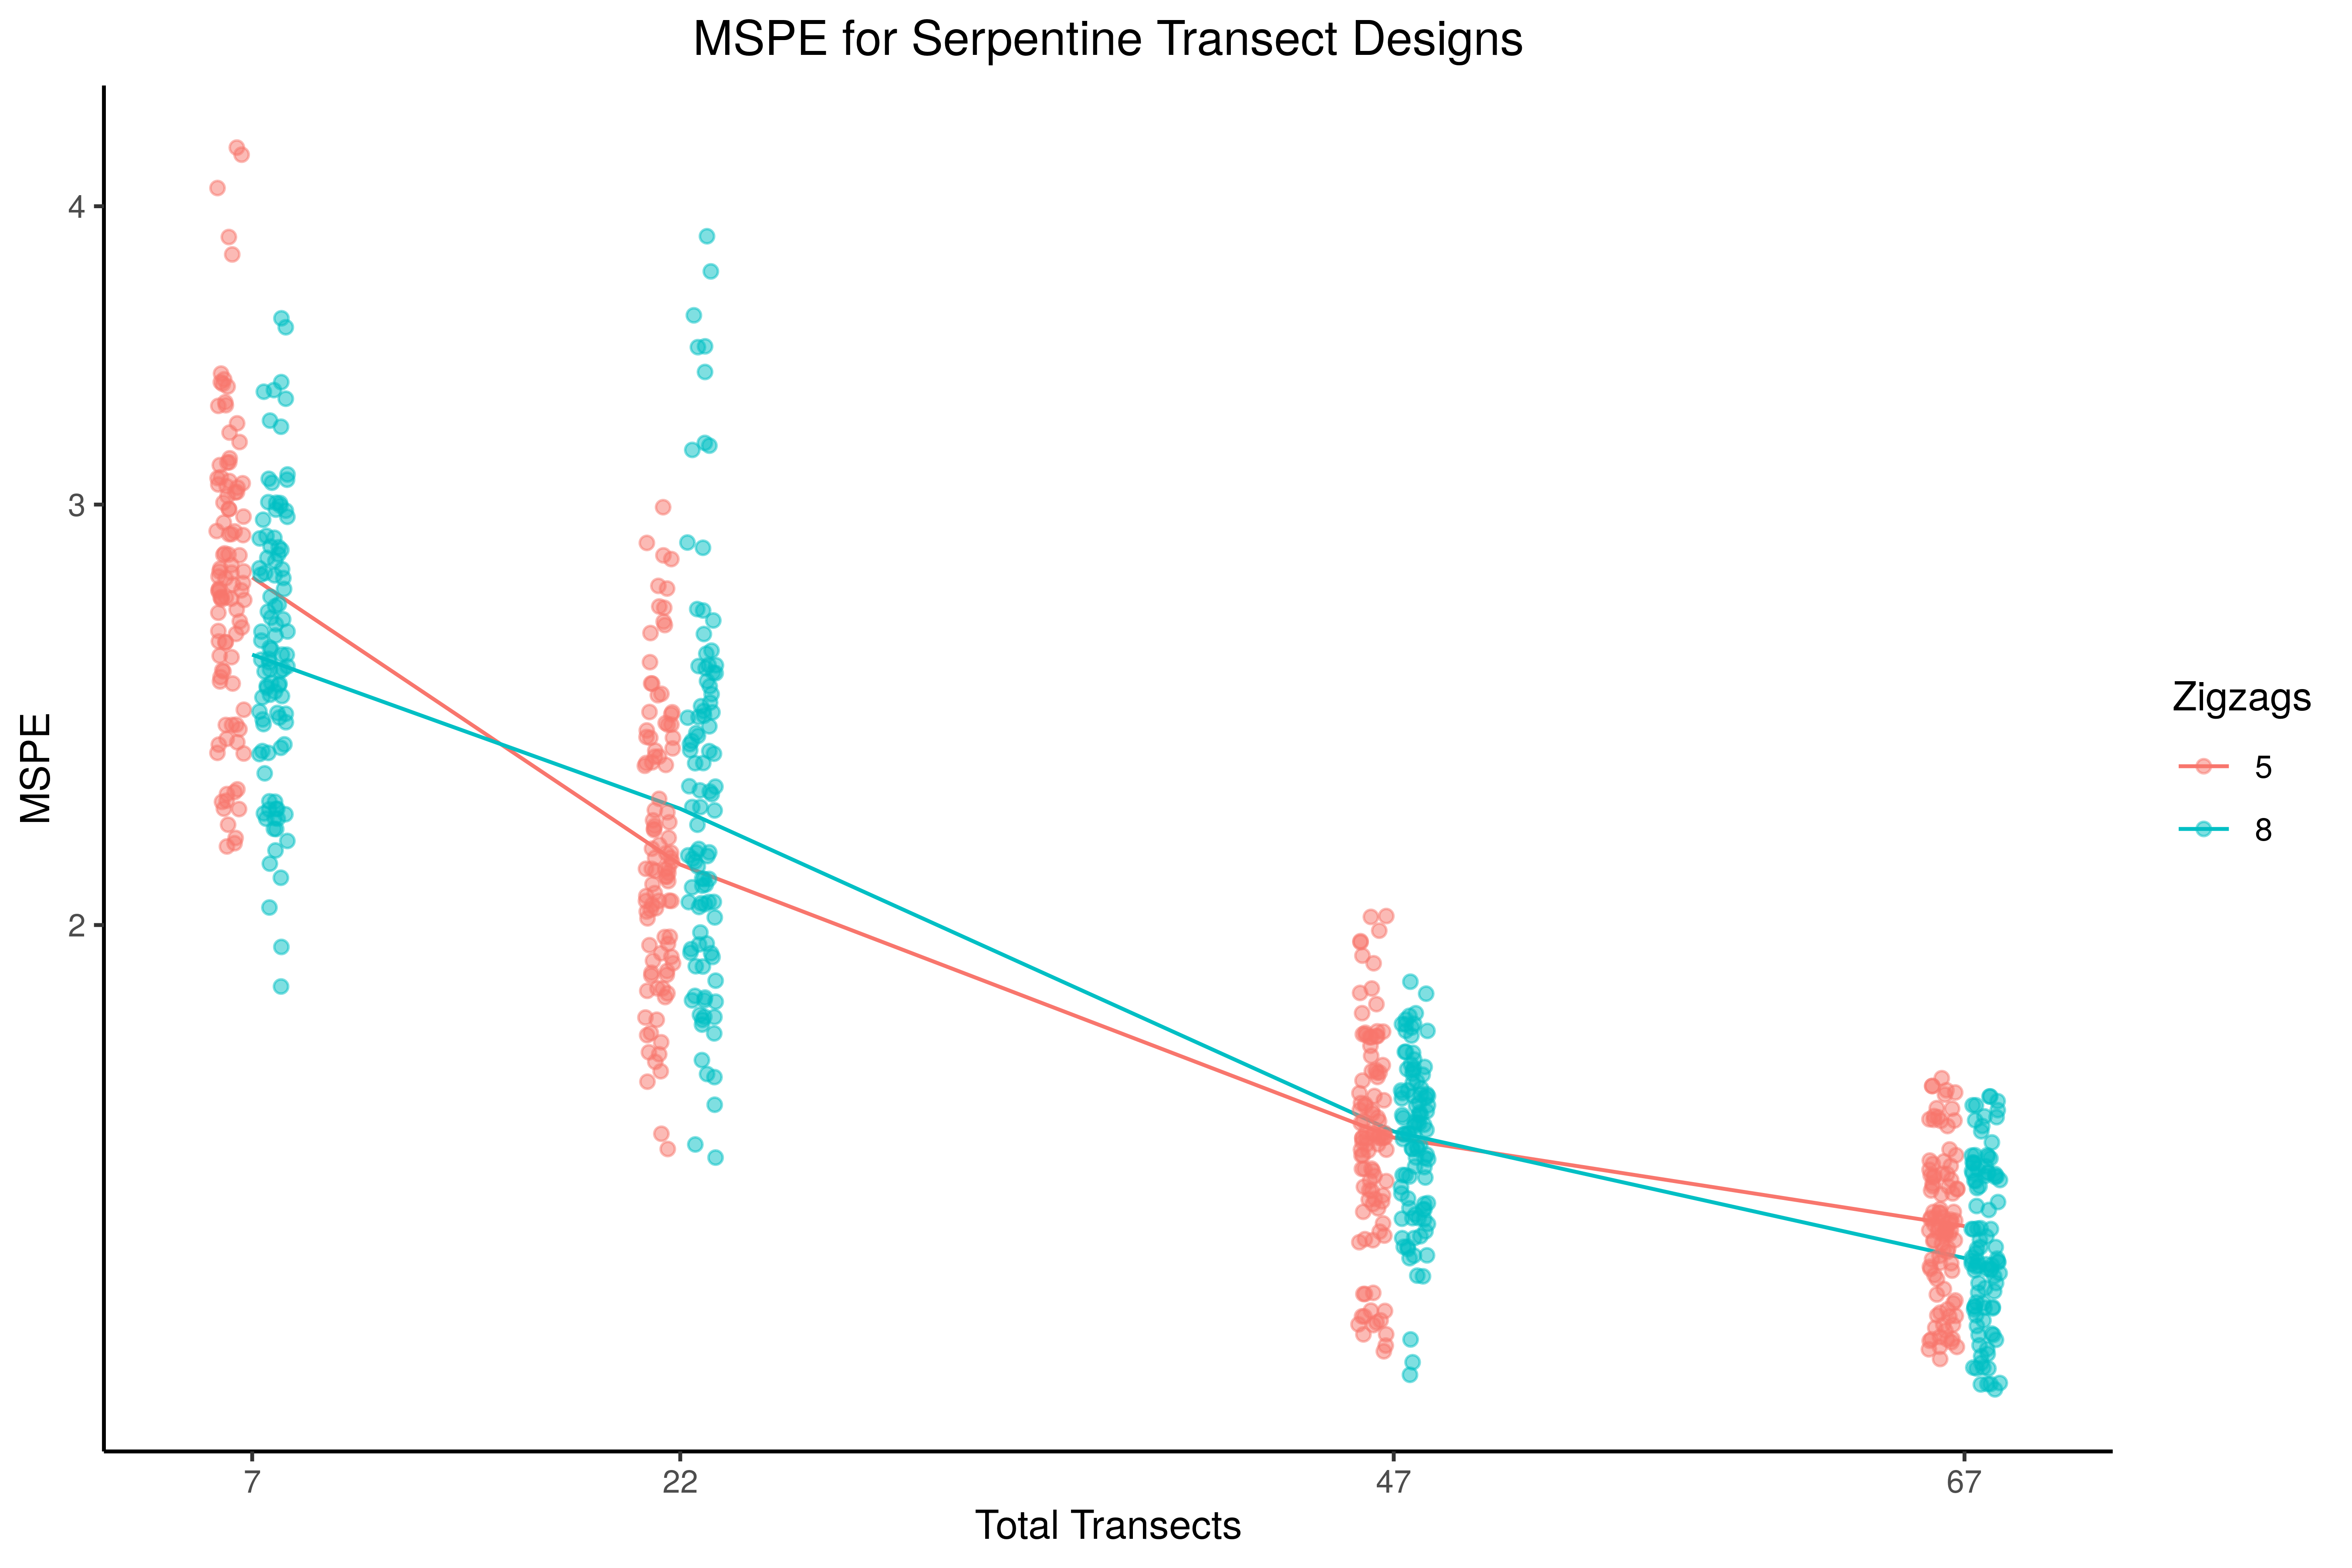 MSPE for Serpentine Transect Designs
MSPE
4
3
2
7
22
47
67
Total Transects
Zigzags
5
8